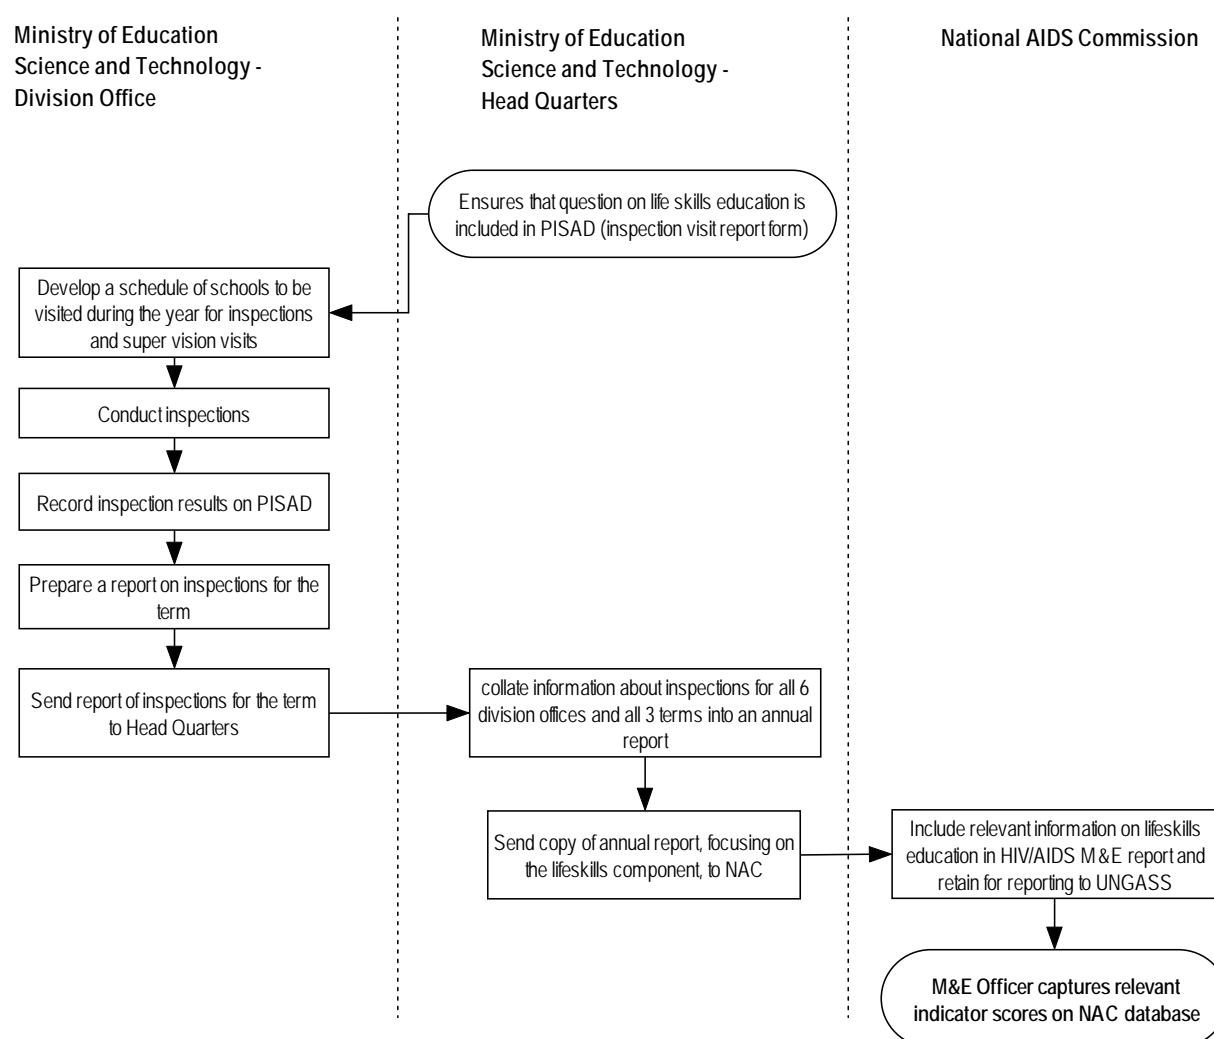 Ministry of Education
Science and Technology -
Division Office
Ministry of Education
Science and Technology -
Head Quarters
National AIDS Commission
Ensures that question on life skills education is
included in PISAD (inspection visit report form)
Develop a schedule of schools to be
visited during the year for inspections
and super vision visits
Conduct inspections
Record inspection results on PISAD
Prepare a report on inspections for the
term
Send report of inspections for the term
to Head Quarters
collate information about inspections for all 6
division offices and all 3 terms into an annual
report
Send copy of annual report, focusing on
the lifeskills component, to NAC
Include relevant information on lifeskills
education in HIV/AIDS M&E report and
retain for reporting to UNGASS
M&E Officer captures relevant
indicator scores on NAC database